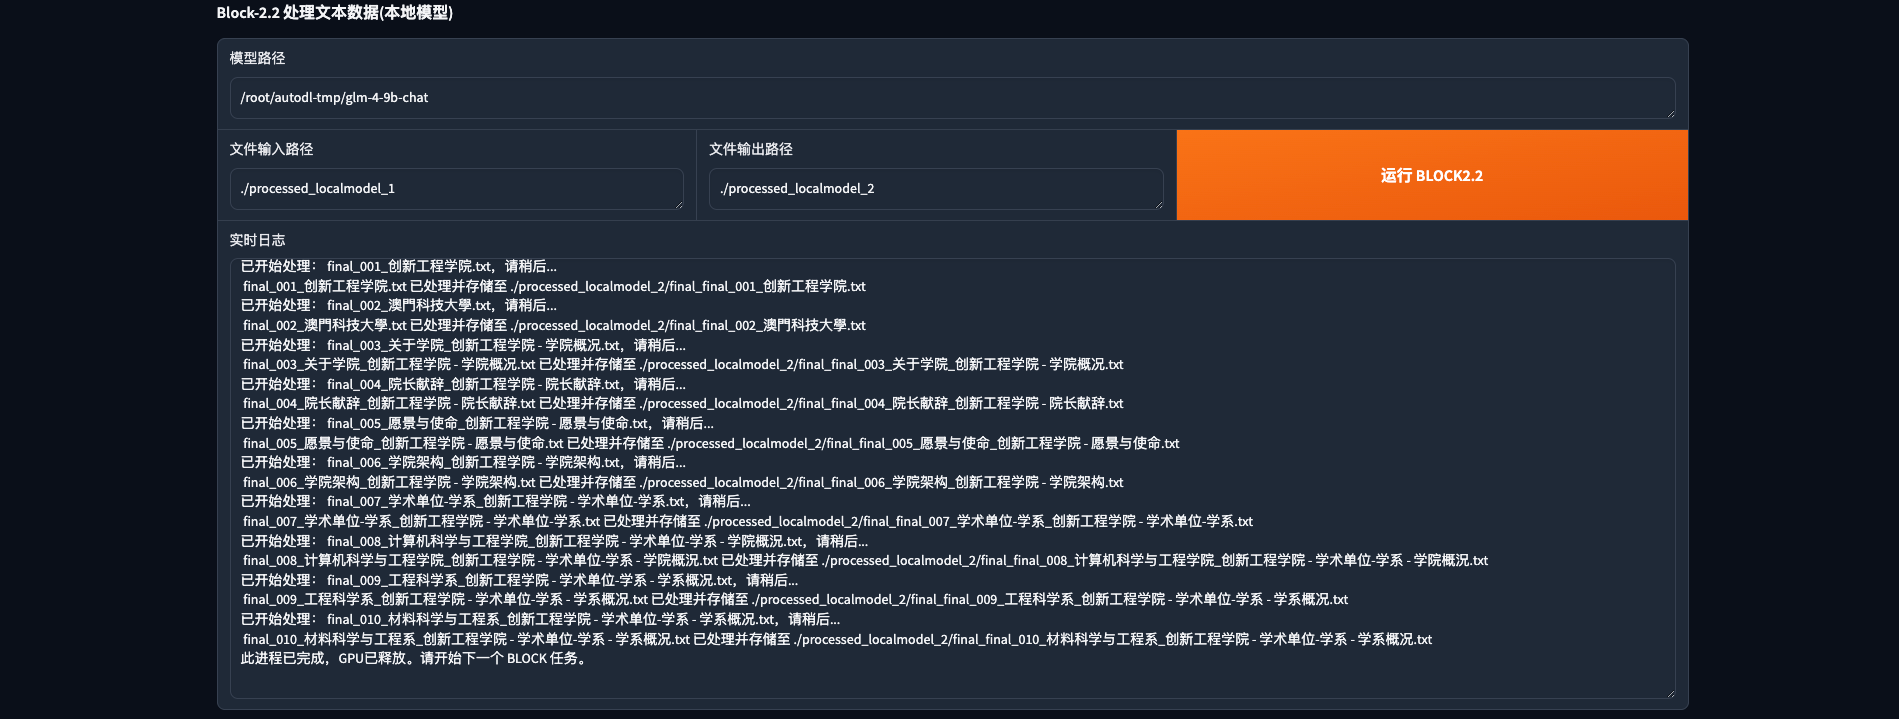 Block-2.2 处理文本数据(本地模型)
模型路径
/root/autodl-tmp/glm-4-9b-chat
文件输入路径
文件输出路径
./processed_localmodel_1
./processed_localmodel_2
运行 BLOCK2.2
实时日志
已开始处理： final_001_创新工程学院.txt，请稍后...
final_001_创新工程学院.txt 已处理并存储至 ./processed_localmodel_2/final_final_001_创新工程学院.txt
已开始处理： final_002_澳門科技大學.txt，请稍后...
final_002_澳門科技大學.txt 已处理并存储至 ./processed_localmodel_2/final_final_002_澳門科技大學.txt
已开始处理： final_003_关于学院_创新工程学院 - 学院概况.txt，请稍后...
final_003_关于学院_创新工程学院 - 学院概况.txt 已处理并存储至 ./processed_localmodel_2/final_final_003_关于学院_创新工程学院 - 学院概况.txt
已开始处理： final_004_院长献辞_创新工程学院 - 院长献辞.txt，请稍后...
final_004_院长献辞_创新工程学院 - 院长献辞.txt 已处理并存储至 ./processed_localmodel_2/final_final_004_院长献辞_创新工程学院 - 院长献辞.txt
已开始处理： final_005_愿景与使命_创新工程学院 - 愿景与使命.txt，请稍后...
final_005_愿景与使命_创新工程学院 - 愿景与使命.txt 已处理并存储至 ./processed_localmodel_2/final_final_005_愿景与使命_创新工程学院 - 愿景与使命.txt
已开始处理： final_006_学院架构_创新工程学院 - 学院架构.txt，请稍后...
final_006_学院架构_创新工程学院 - 学院架构.txt 已处理并存储至 ./processed_localmodel_2/final_final_006_学院架构_创新工程学院 - 学院架构.txt
已开始处理： final_007_学术单位-学系_创新工程学院 - 学术单位-学系.txt，请稍后...
final_007_学术单位-学系_创新工程学院 - 学术单位-学系.txt 已处理并存储至 ./processed_localmodel_2/final_final_007_学术单位-学系_创新工程学院 - 学术单位-学系.txt
已开始处理： final_008_计算机科学与工程学院_创新工程学院 - 学术单位-学系 - 学院概况.txt，请稍后...
final_008_计算机科学与工程学院_创新工程学院 - 学术单位-学系 - 学院概況.txt 已处理并存储至 ./processed_localmodel_2/final_final_008_计算机科学与工程学院_创新工程学院 - 学术单位-学系 - 学院概況.txt
已开始处理： final_009_工程科学系_创新工程学院 - 学术单位-学系 - 学系概况.txt，请稍后...
final_009_工程科学系_创新工程学院 - 学术单位-学系 - 学系概况.txt 已处理并存储至 ./processed_localmodel_2/final_final_009_工程科学系_创新工程学院 - 学术单位-学系 - 学系概况.txt
已开始处理： final_010_材料科学与工程系_创新工程学院 - 学术单位-学系 - 学系概况.txt，请稍后...
final_010_材料科学与工程系_创新工程学院 - 学术单位-学系 - 学系概况.txt 已处理并存储至 ./processed_localmodel_2/final_final_010_材料科学与工程系_创新工程学院 - 学术单位-学系 - 学系概况.txt
此进程已完成，GPU已释放。请开始下一个 BLOCK 任务。